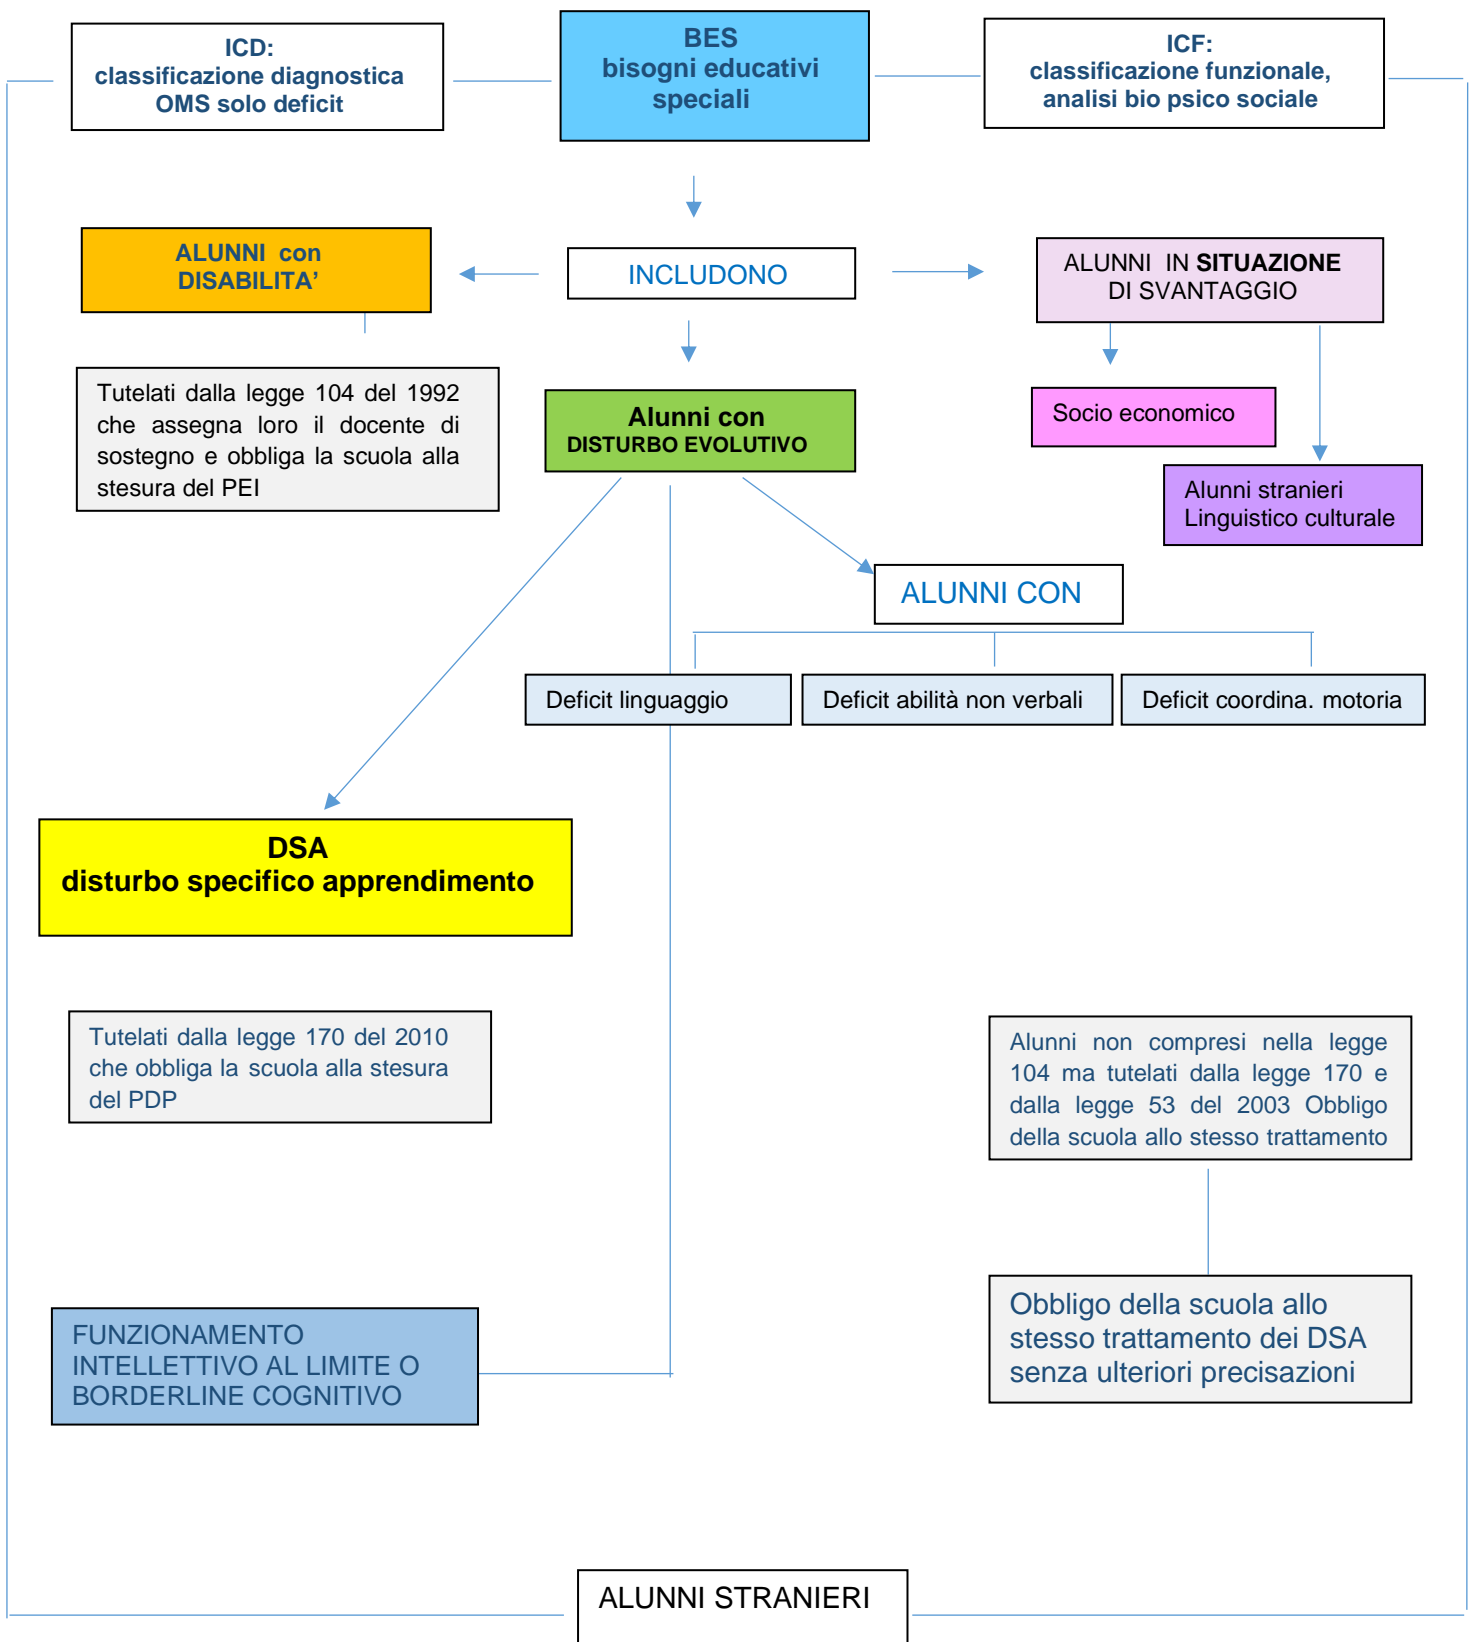 ICD:
classificazione diagnostica
OMS solo deficit
BES
bisogni educativi
speciali
ICF:
classificazione funzionale,
analisi bio psico sociale
ALUNNI con
DISABILITA’
INCLUDONO
ALUNNI IN SITUAZIONE
DI SVANTAGGIO
Tutelati dalla legge 104 del 1992
che assegna loro il docente di
sostegno e obbliga la scuola alla
stesura del PEI
Alunni con
DISTURBO EVOLUTIVO
Socio economico
Alunni stranieri
Linguistico culturale
ALUNNI CON
Deficit linguaggio
Deficit abilità non verbali
Deficit coordina. motoria
DSA
disturbo specifico apprendimento
Tutelati dalla legge 170 del 2010
che obbliga la scuola alla stesura
del PDP
Alunni non compresi nella legge
104 ma tutelati dalla legge 170 e
dalla legge 53 del 2003 Obbligo
della scuola allo stesso trattamento
FUNZIONAMENTO
INTELLETTIVO AL LIMITE O
BORDERLINE COGNITIVO
Obbligo della scuola allo
stesso trattamento dei DSA
senza ulteriori precisazioni
ALUNNI STRANIERI